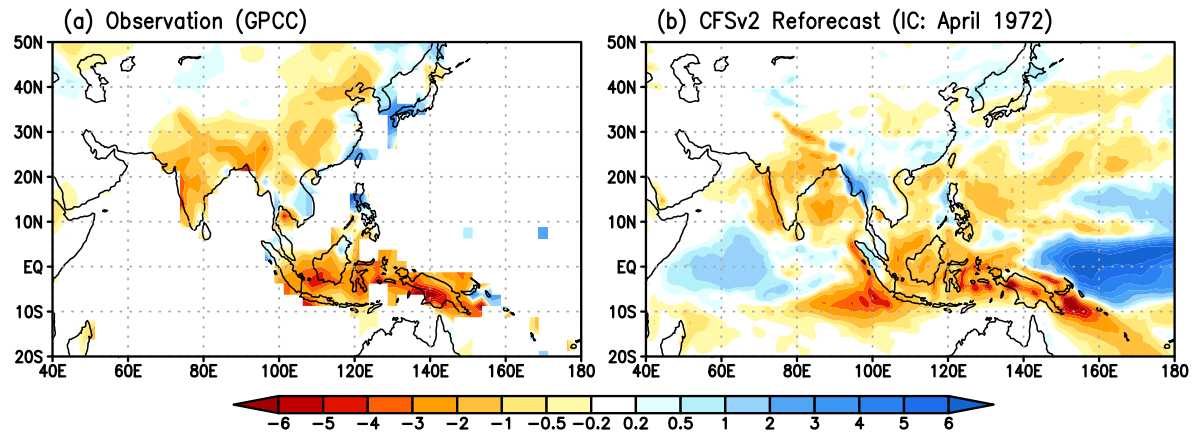 (a) Observation (GPCC)
(b) CFSv2 Reforecast (IC: April 1972)
50N
40N
30N
20N
10N
EQ
10S
20S
40E 60E 80E 100E 120E 140E 160E 180
50N
40N
30N
20N
10N
EQ
10S
20S
40E 60E 80E 100E 120E 140E 160E 180
-6 -5 -4 -3 -2 -1 -0.5 -0.2 0.2 0.5 1 2 3 4 5 6